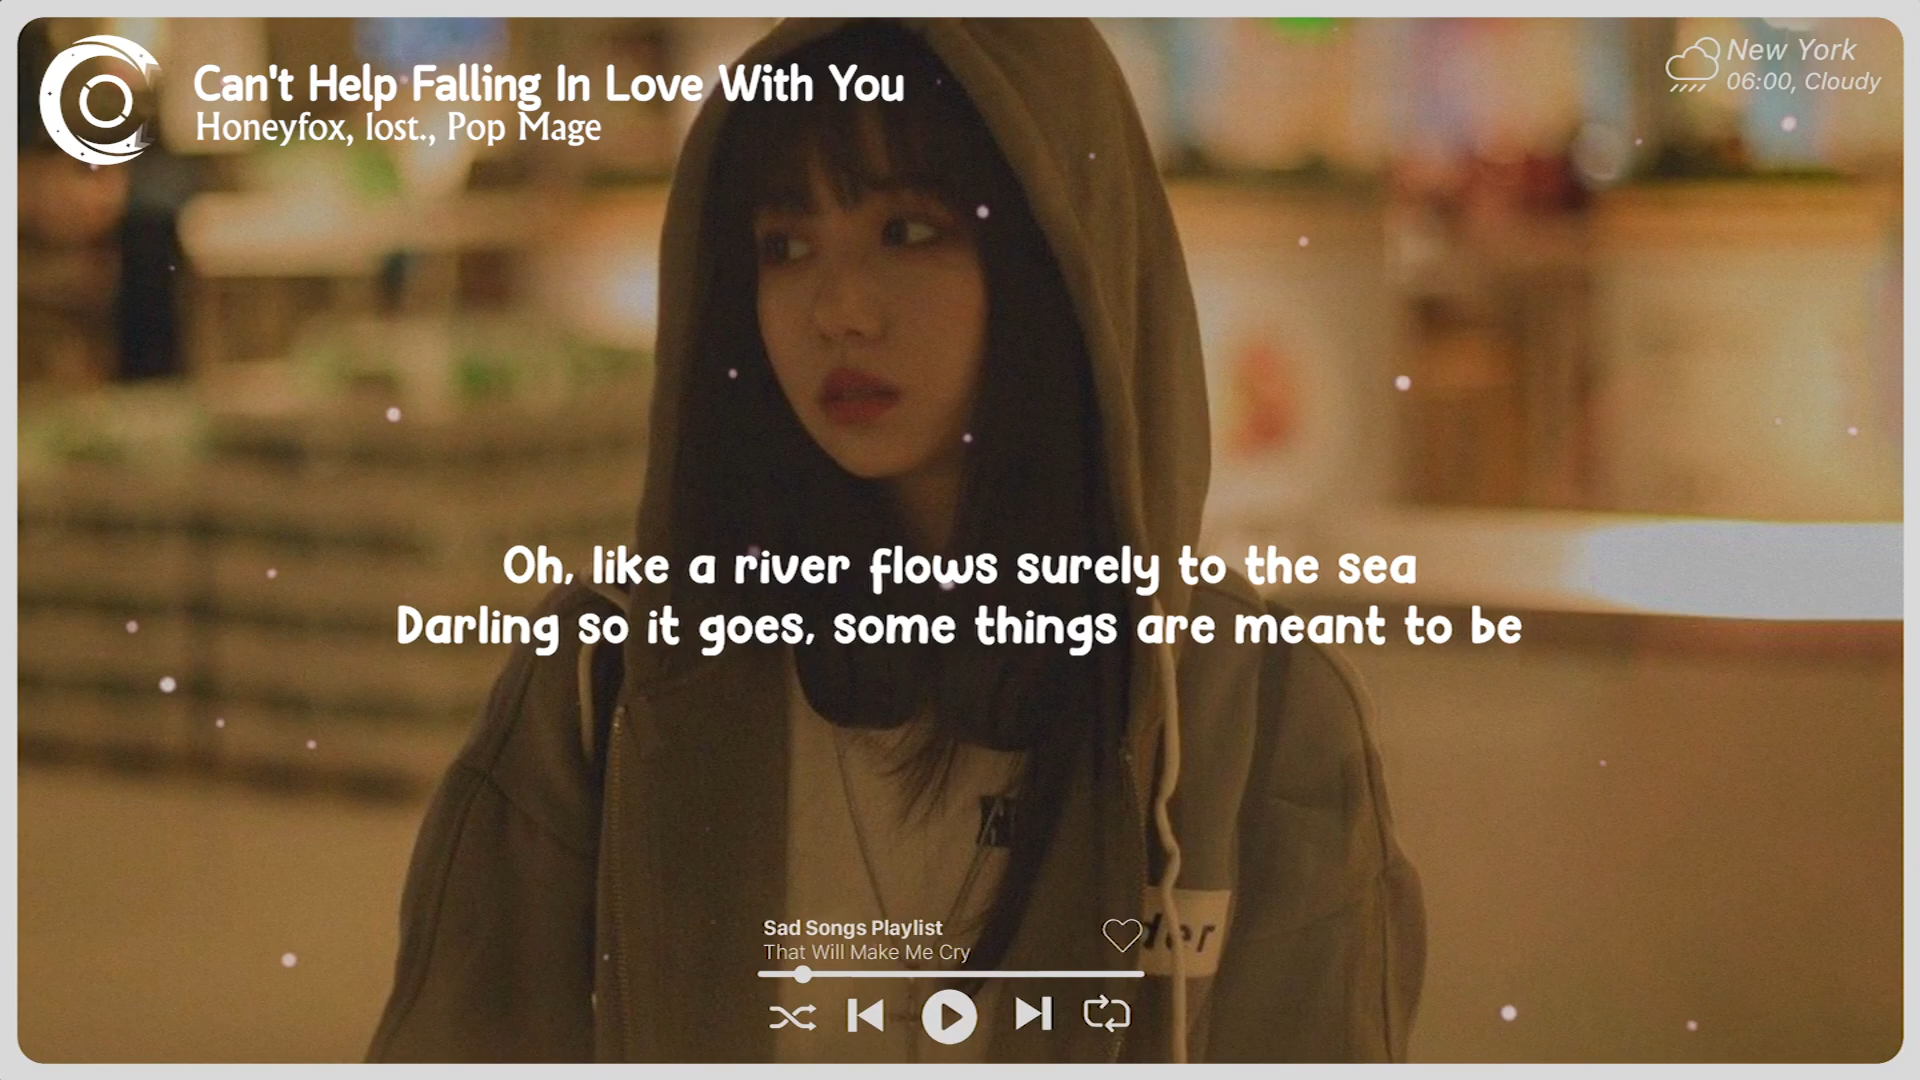 Can't Help Falling In Love With You
Honeyfox, lost., Pop Mage
New York
06:00, Cloudy
Oh, like a river flows surely to the sea
Darling so it goes, some things are meant to be
Sad Songs Playlist
That Will Make Me Cry
der